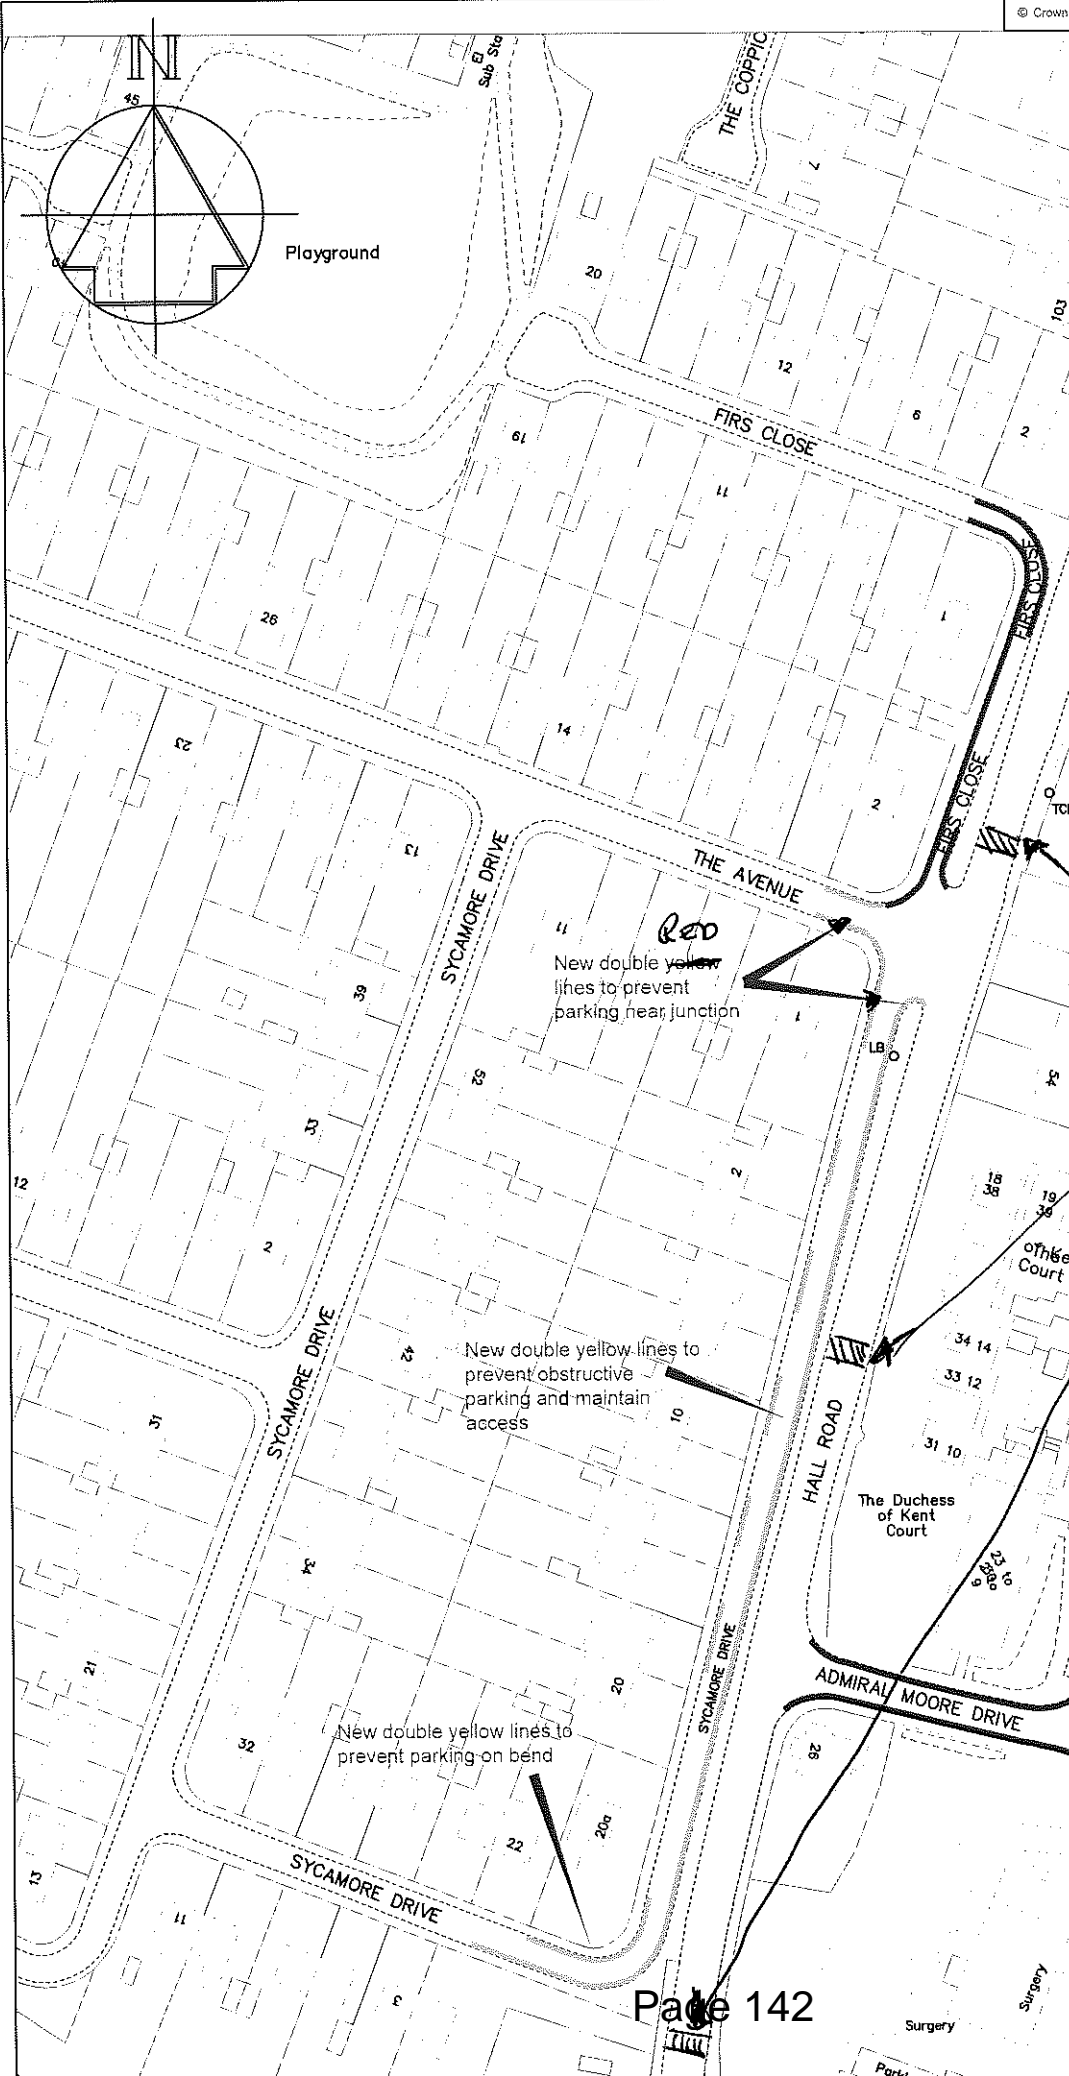 © Crown
N
45
El
Sub Sta
THE COPPIC
7
Playground
20
103
12
6
2
FIRS CLOSE
19
11
FIRS CLOSE
1
26
14
23
2
FIRS CLOSE
TC
13
SYCAMORE DRIVE
THE AVENUE
11
RED
New double yellow
lines to prevent
parking near junction
1
39
LB
52
54
33
2
12
18
38
19
39
2
Court
New double yellow lines to
prevent obstructive
parking and maintain
access
42
10
34 14
33 12
31 10
SYCAMORE DRIVE
31
HALL ROAD
The Duchess
of Kent
Court
34
23 to
9
21
20
SYCAMORE DRIVE
ADMIRAL MOORE DRIVE
New double yellow lines to
prevent parking on bend
32
26
22
20a
13
SYCAMORE DRIVE
11
3
Page 142
Surgery
Surgery
Park